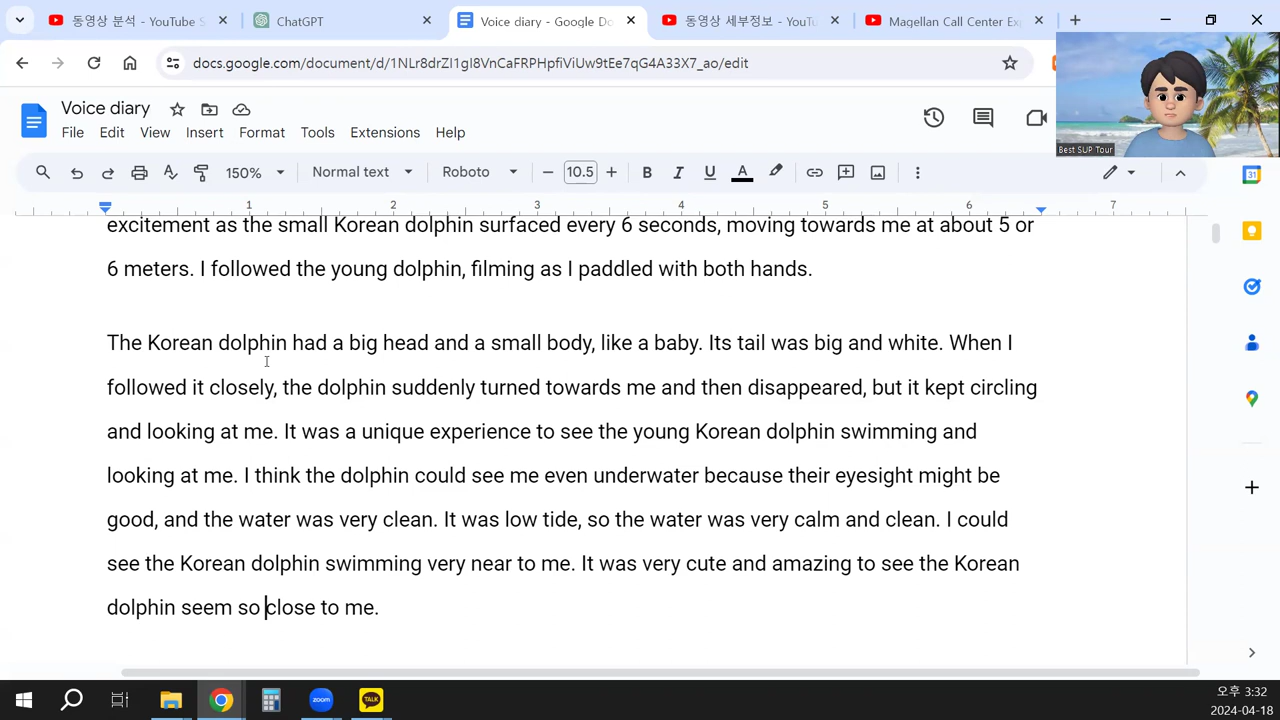 동영상 분석 - YouTube
ChatGPT
Voice diary - Google Do
동영상 세부정보 - YouTu
Magellan Call Center Ex
docs.google.com/document/d/1NLr8drZI1gI8VnCaFRPHpfiViUw9tEe7qG4A33X7_ao/edit
Voice diary
File Edit View Insert Format Tools Extensions Help
Best SUP Tour
150% Normal text Roboto 10.5 B I U A
31
1 2 3 4 5 6 7
excitement as the small Korean dolphin surfaced every 6 seconds, moving towards me at about 5 or
6 meters. I followed the young dolphin, filming as I paddled with both hands.
The Korean dolphin had a big head and a small body, like a baby. Its tail was big and white. When I
followed it closely, the dolphin suddenly turned towards me and then disappeared, but it kept circling
and looking at me. It was a unique experience to see the young Korean dolphin swimming and
looking at me. I think the dolphin could see me even underwater because their eyesight might be
good, and the water was very clean. It was low tide, so the water was very calm and clean. I could
see the Korean dolphin swimming very near to me. It was very cute and amazing to see the Korean
dolphin seem so close to me.
zoom
TALK
오후 3:32
2024-04-18